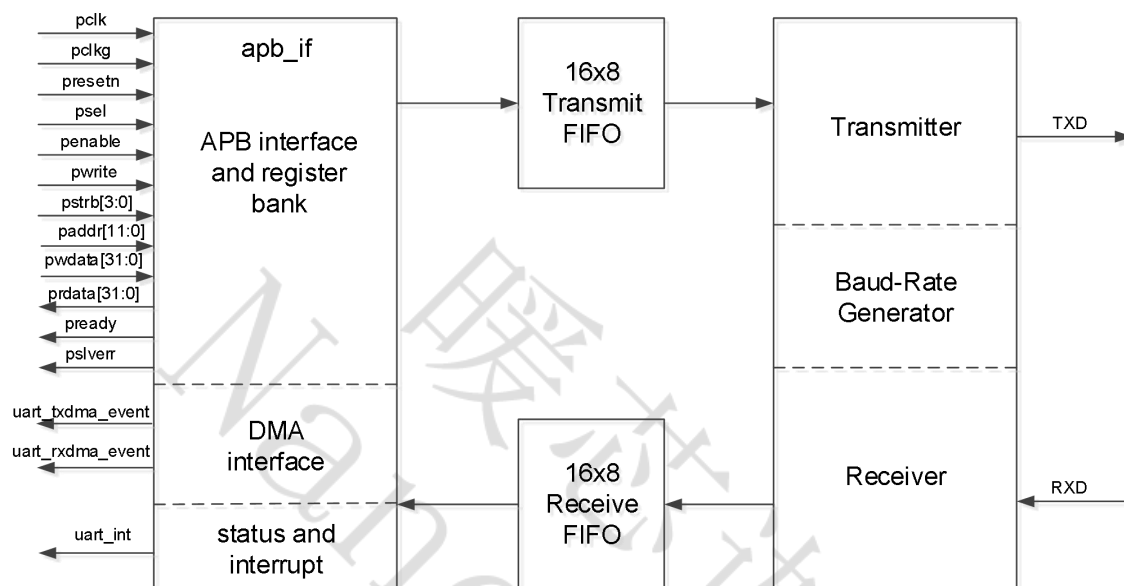 pclk
pclkg
presetn
psel
penable
pwrite
pstrb[3:0]
paddr[11:0]
pwdata[31:0]
prdata[31:0]
pready
pslverr
uart_txdma_event
uart_rxdma_event
uart_int
apb_if
APB interface
and register
bank
DMA
interface
status and
interrupt
16x8
Transmit
FIFO
16x8
Receive
FIFO
Transmitter
Baud-Rate
Generator
Receiver
TXD
RXD
暖芯